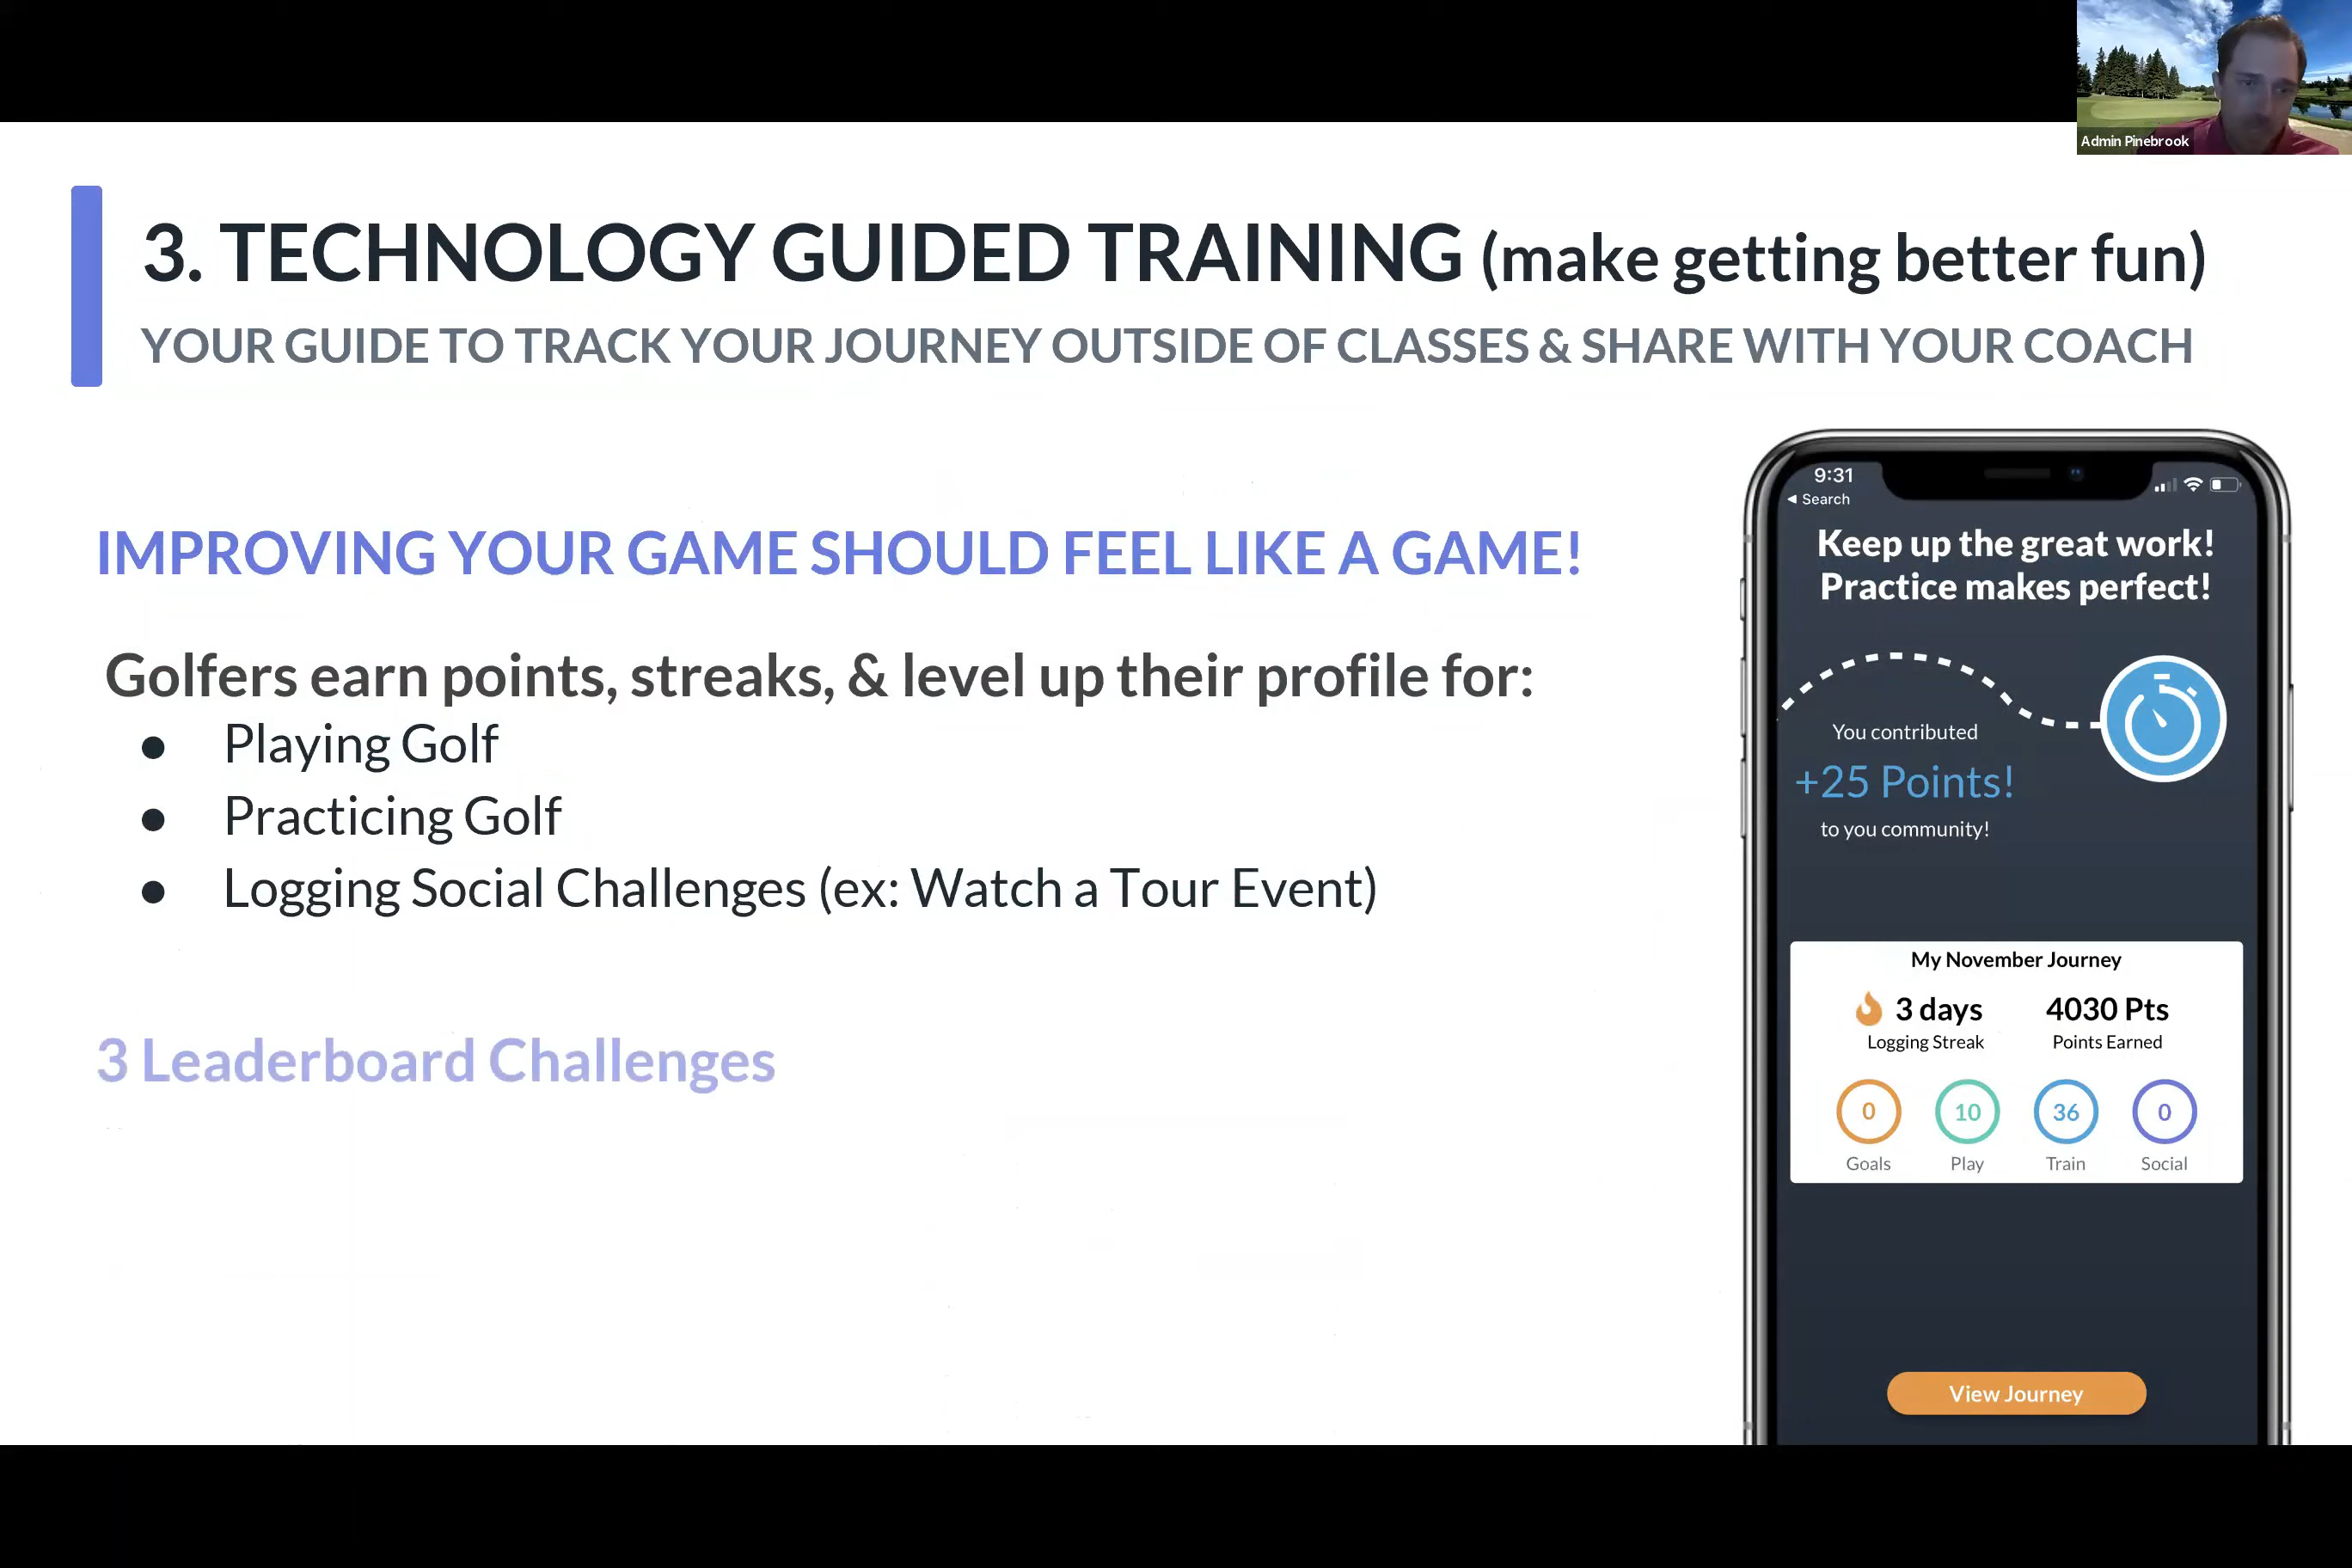 Admin Pinebrook
3. TECHNOLOGY GUIDED TRAINING (make getting better fun)
YOUR GUIDE TO TRACK YOUR JOURNEY OUTSIDE OF CLASSES & SHARE WITH YOUR COACH
IMPROVING YOUR GAME SHOULD FEEL LIKE A GAME!
Golfers earn points, streaks, & level up their profile for:
● Playing Golf
● Practicing Golf
● Logging Social Challenges (ex: Watch a Tour Event)
3 Leaderboard Challenges
9:31
◀ Search
Keep up the great work!
Practice makes perfect!
You contributed
+25 Points!
to you community!
My November Journey
3 days 4030 Pts
Logging Streak Points Earned
0 10 36 0
Goals Play Train Social
View Journey